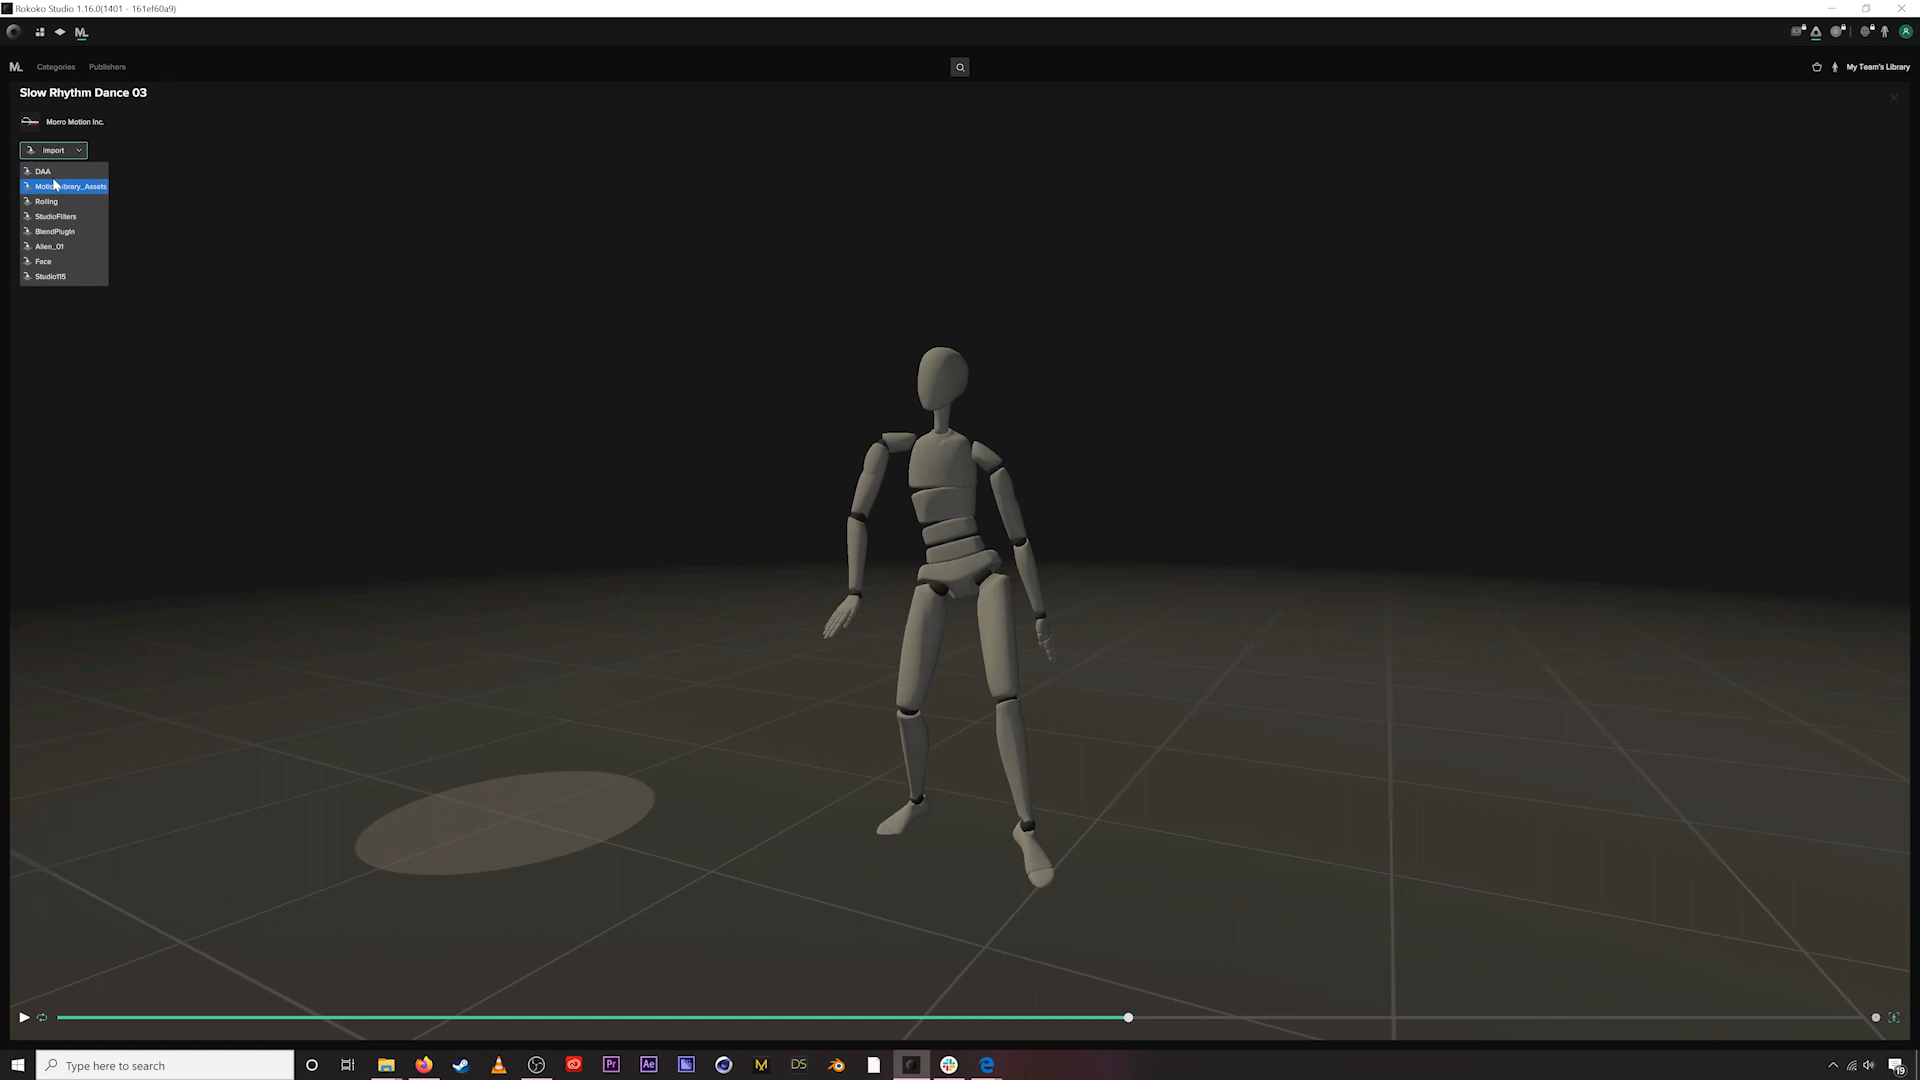 Rokoko Studio 1.16.0(1401 - 161ef60a9)
ML
ML Categories Publishers My Team's Library
Slow Rhythm Dance 03
Morro Motion Inc.
Import
DAA
MotionLibrary_Assets
Rolling
StudioFilters
BlendPlugIn
Alien_01
Face
Studio115
Type here to search
Pr
Ae
DS
19